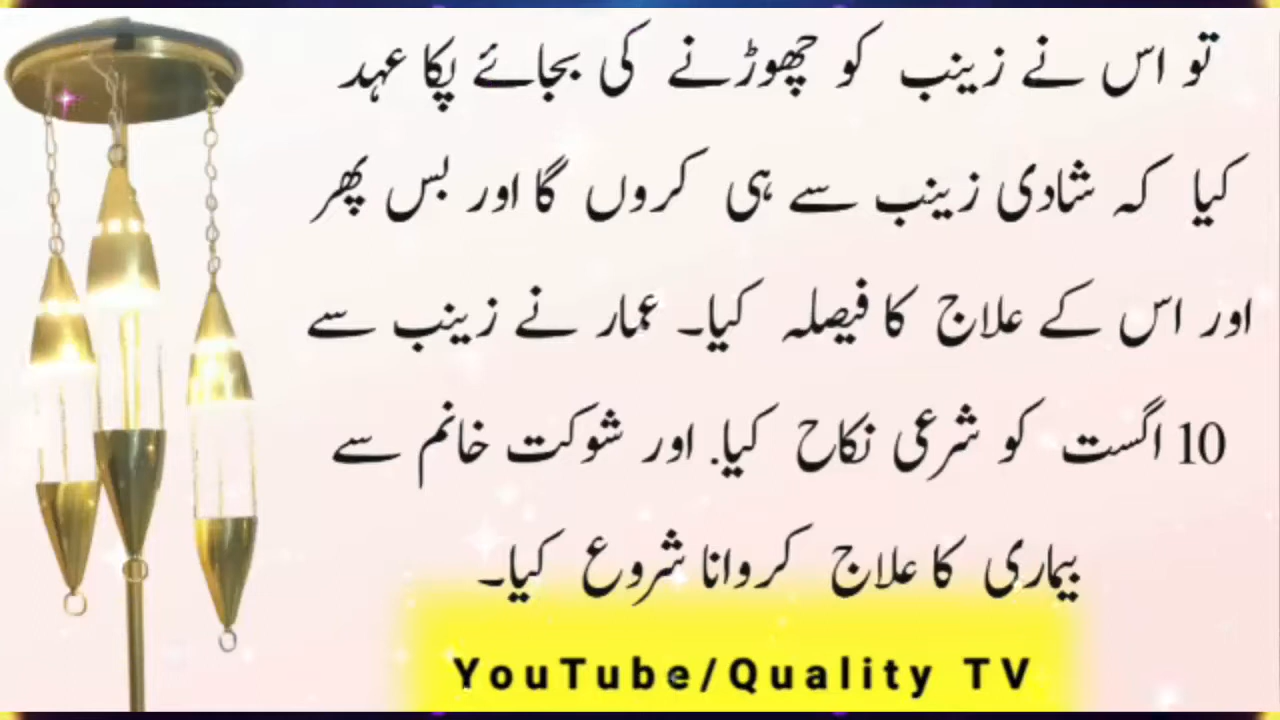 تو اس نے زینب کو چھوڑنے کی بجائے پکا عہد
کیا کہ شادی زینب سے ہی کروں گا اور بس پھر
اور اس کے علاج کا فیصلہ کیا۔ عمار نے زینب سے
10 اگست کو شرعی نکاح کیا. اور شوکت خانم سے
بیماری کا علاج کروانا شروع کیا۔
YouTube/Quality TV